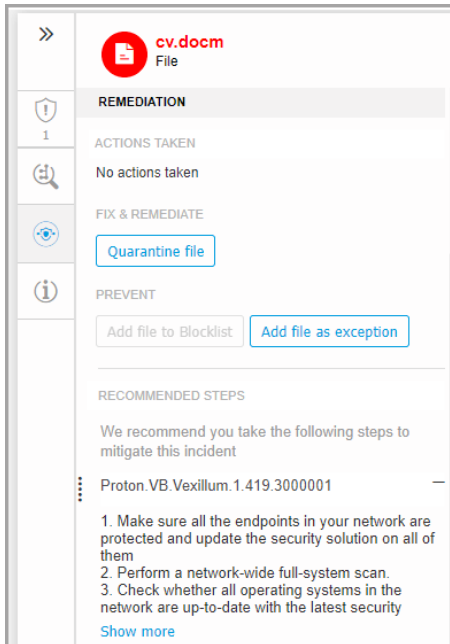 »
cv.docm
File
REMEDIATION
1
ACTIONS TAKEN
No actions taken
FIX & REMEDIATE
Quarantine file
PREVENT
Add file to Blocklist Add file as exception
RECOMMENDED STEPS
We recommend you take the following steps to
mitigate this incident
Proton.VB.Vexillum.1.419.3000001
1. Make sure all the endpoints in your network are
protected and update the security solution on all of
them
2. Perform a network-wide full-system scan.
3. Check whether all operating systems in the
network are up-to-date with the latest security
Show more